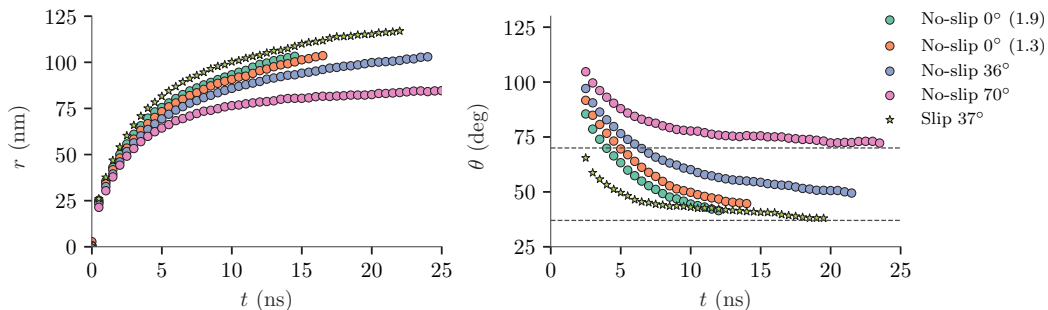 125
100
75
50
25
0
r (nm)
0 5 10 15 20 25
t (ns)
100
75
50
25
θ (deg)
0 5 10 15 20 25
t (ns)
No-slip 0° (1.9)
No-slip 0° (1.3)
No-slip 36°
No-slip 70°
Slip 37°